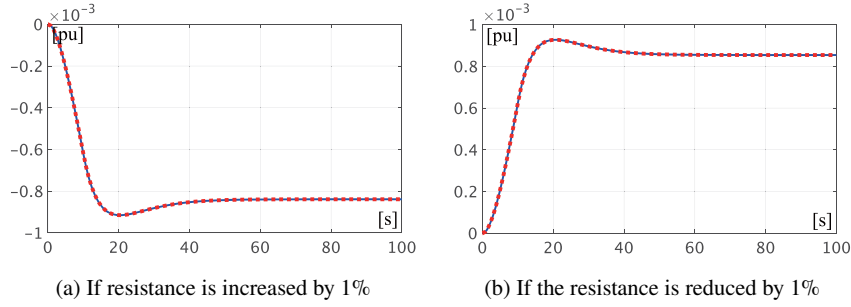 ×10⁻³
0
[pu]
−0.2
−0.4
−0.6
−0.8
−1
[s]
0 20 40 60 80 100
(a) If resistance is increased by 1%
×10⁻³
1
[pu]
0.8
0.6
0.4
0.2
0
[s]
0 20 40 60 80 100
(b) If the resistance is reduced by 1%